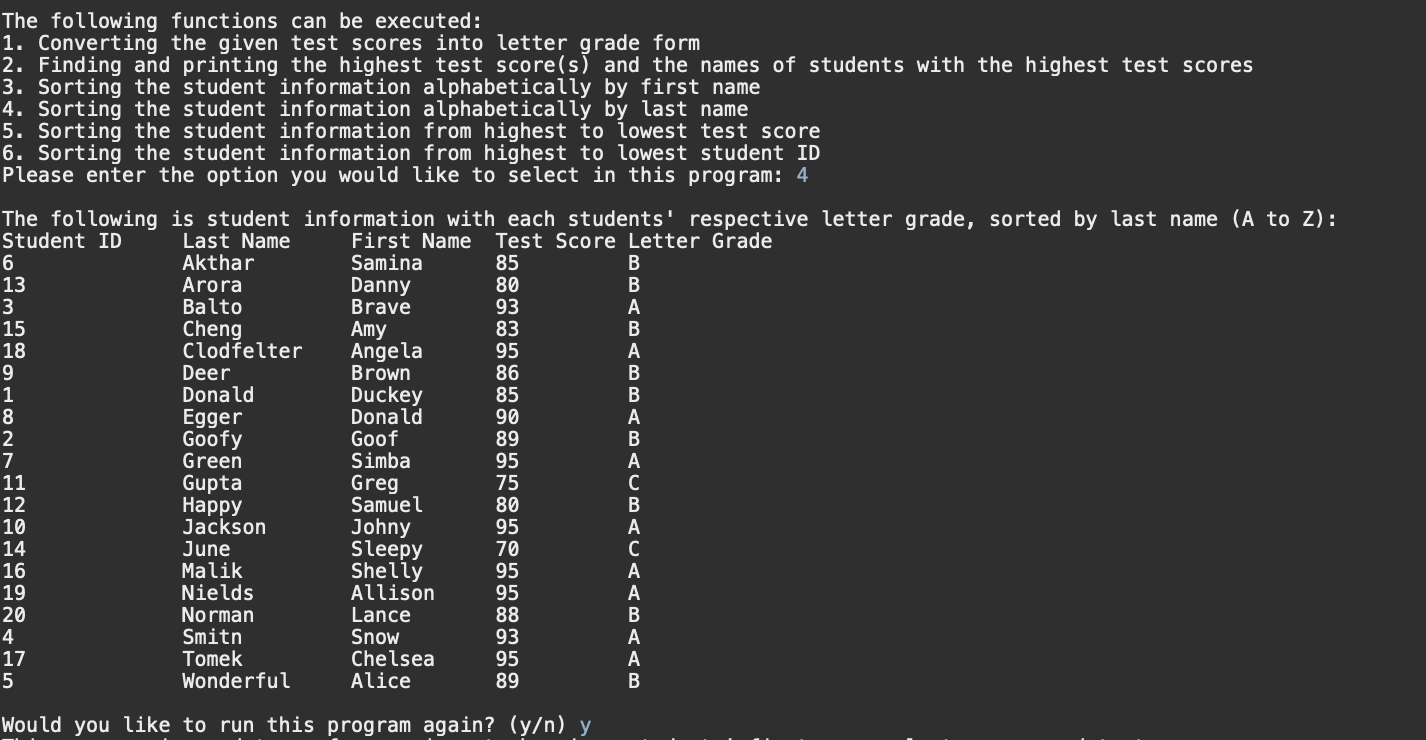 The following functions can be executed:
1. Converting the given test scores into letter grade form
2. Finding and printing the highest test score(s) and the names of students with the highest test scores
3. Sorting the student information alphabetically by first name
4. Sorting the student information alphabetically by last name
5. Sorting the student information from highest to lowest test score
6. Sorting the student information from highest to lowest student ID
Please enter the option you would like to select in this program: 4
The following is student information with each students' respective letter grade, sorted by last name (A to Z):
Student ID Last Name First Name Test Score Letter Grade
6 Akthar Samina 85 B
13 Arora Danny 80 B
3 Balto Brave 93 A
15 Cheng Amy 83 B
18 Clodfelter Angela 95 A
9 Deer Brown 86 B
1 Donald Duckey 85 B
8 Egger Donald 90 A
2 Goofy Goof 89 B
7 Green Simba 95 A
11 Gupta Greg 75 C
12 Happy Samuel 80 B
10 Jackson Johny 95 A
14 June Sleepy 70 C
16 Malik Shelly 95 A
19 Nields Allison 95 A
20 Norman Lance 88 B
4 Smitn Snow 93 A
17 Tomek Chelsea 95 A
5 Wonderful Alice 89 B
Would you like to run this program again? (y/n) y